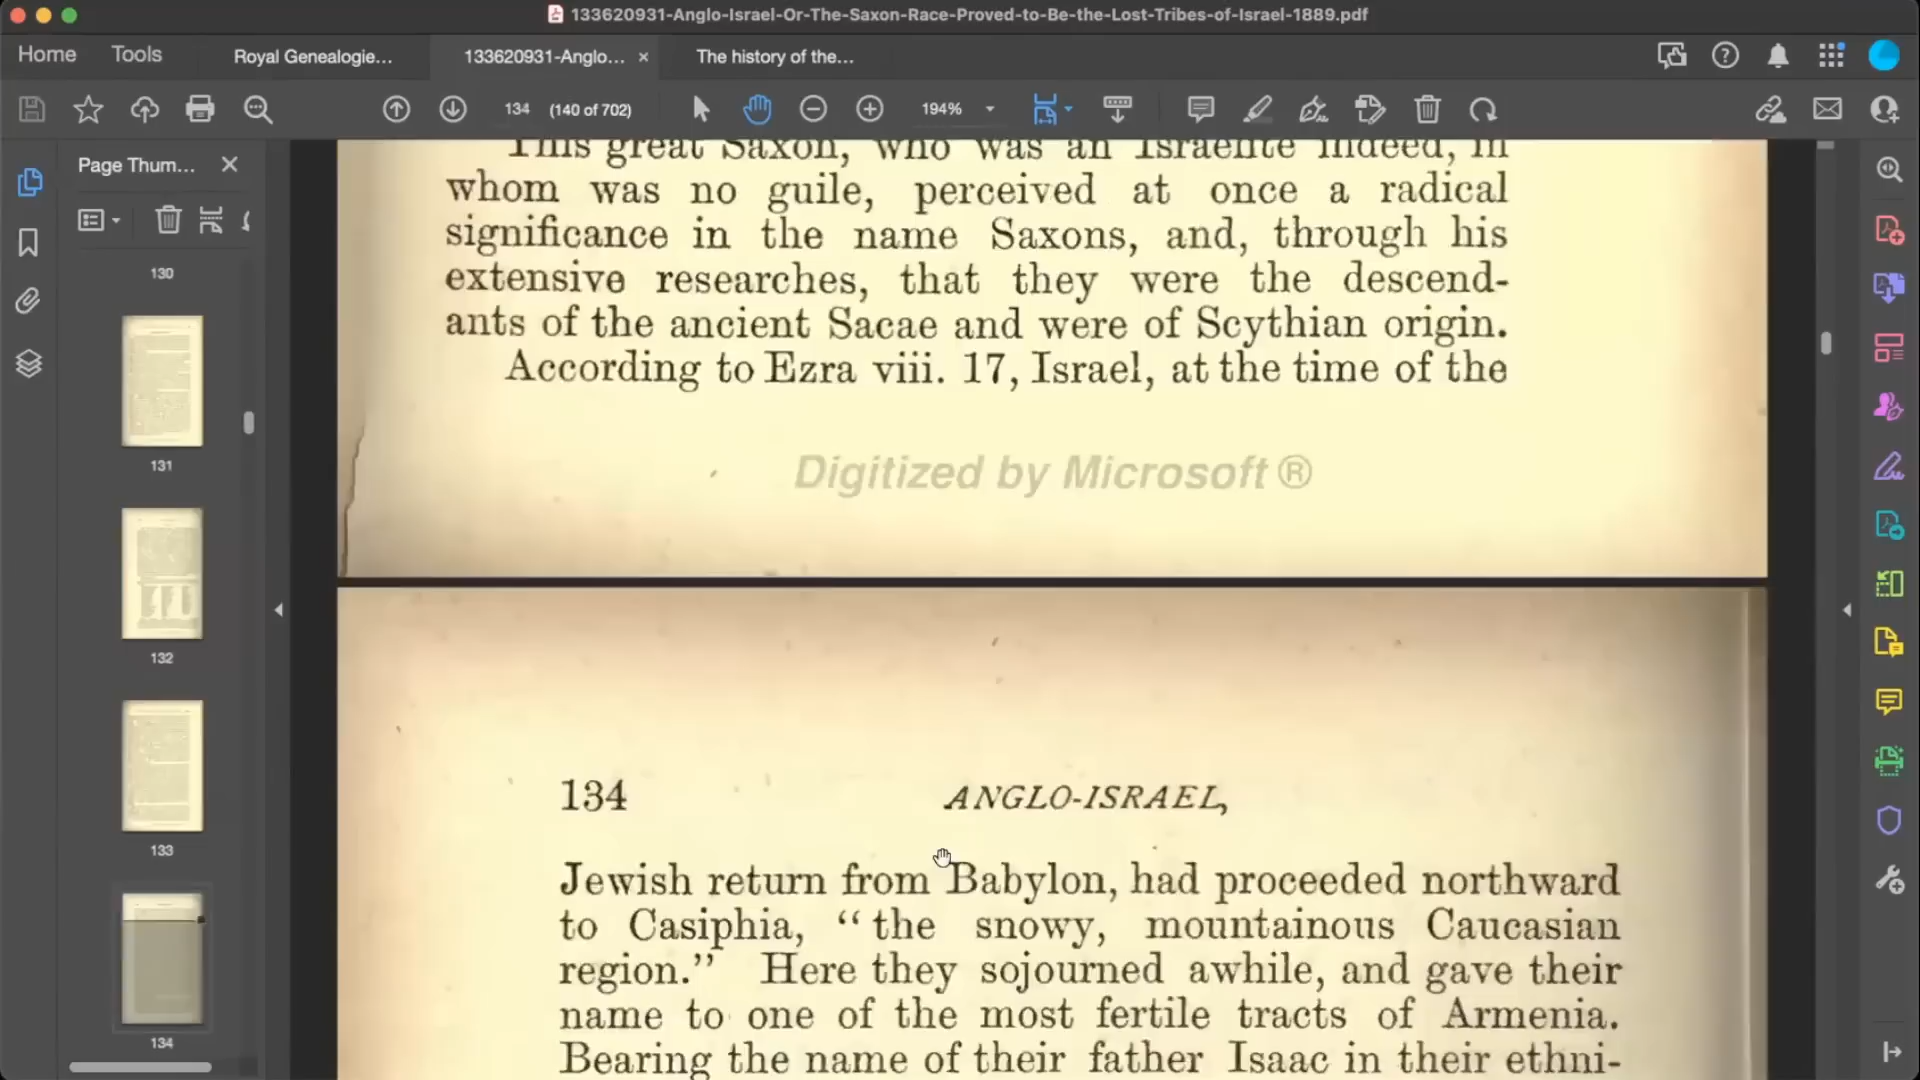 133620931-Anglo-Israel-Or-The-Saxon-Race-Proved-to-Be-the-Lost-Tribes-of-Israel-1889.pdf
Home
Tools
Royal Genealogie...
133620931-Anglo...
The history of the...
134
(140 of 702)
194%
Page Thum...
130
131
132
133
134
This great Saxon, who was an Israelite indeed, in
whom was no guile, perceived at once a radical
significance in the name Saxons, and, through his
extensive researches, that they were the descend-
ants of the ancient Sacae and were of Scythian origin.
According to Ezra viii. 17, Israel, at the time of the
Digitized by Microsoft ®
134
ANGLO-ISRAEL,
Jewish return from Babylon, had proceeded northward
to Casiphia, “the snowy, mountainous Caucasian
region.” Here they sojourned awhile, and gave their
name to one of the most fertile tracts of Armenia.
Bearing the name of their father Isaac in their ethni-